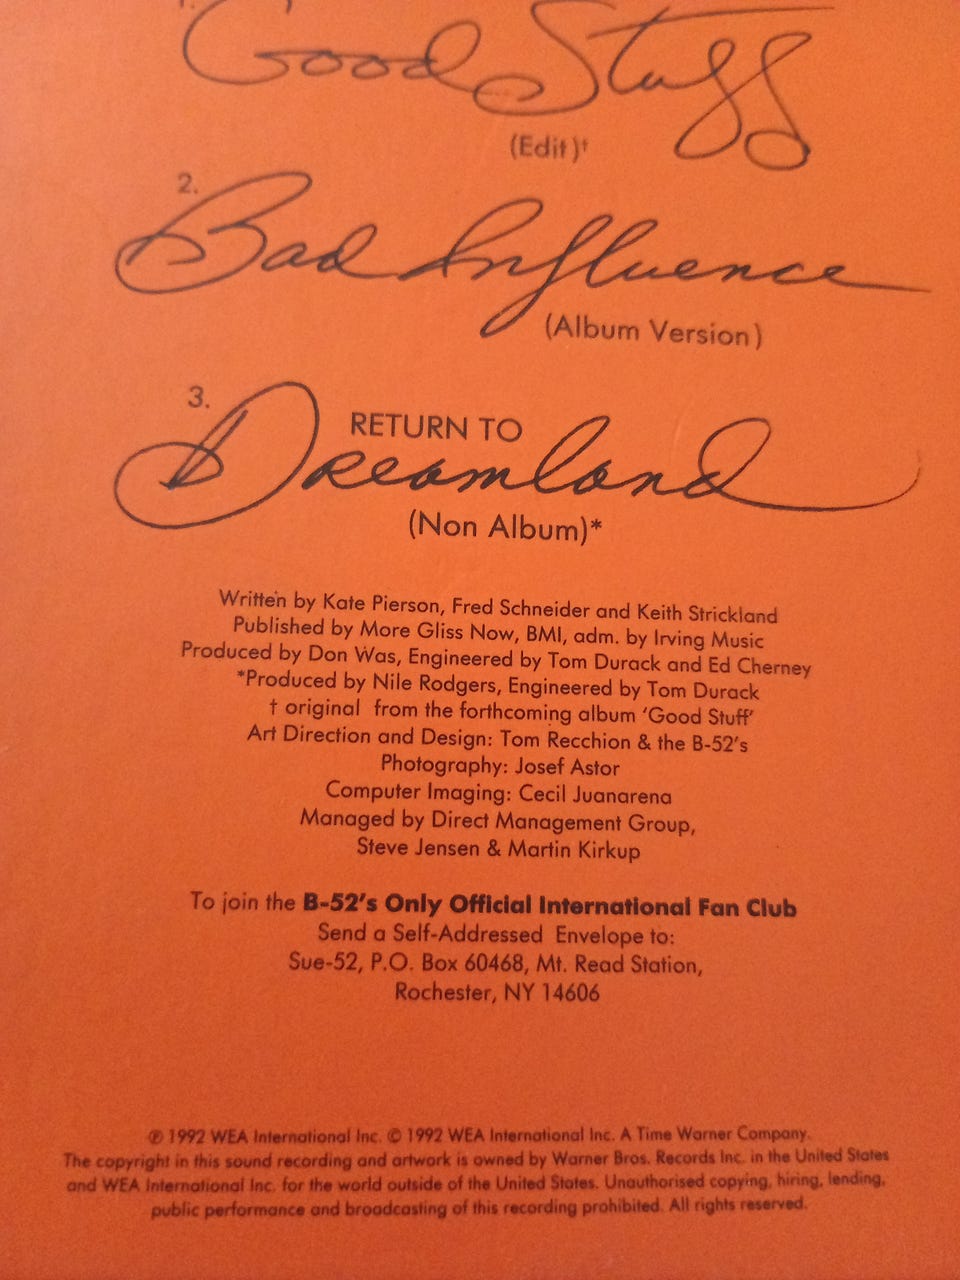 1.
Good Stuff
(Edit)†
2.
Bad Influence
(Album Version)
3.
RETURN TO
Dreamland
(Non Album)*
Written by Kate Pierson, Fred Schneider and Keith Strickland
Published by More Gliss Now, BMI, adm. by Irving Music
Produced by Don Was, Engineered by Tom Durack and Ed Cherney
*Produced by Nile Rodgers, Engineered by Tom Durack
† original from the forthcoming album ‘Good Stuff’
Art Direction and Design: Tom Recchion & the B-52’s
Photography: Josef Astor
Computer Imaging: Cecil Juanarena
Managed by Direct Management Group,
Steve Jensen & Martin Kirkup
To join the B-52’s Only Official International Fan Club
Send a Self-Addressed Envelope to:
Sue-52, P.O. Box 60468, Mt. Read Station,
Rochester, NY 14606
℗ 1992 WEA International Inc. © 1992 WEA International Inc. A Time Warner Company.
The copyright in this sound recording and artwork is owned by Warner Bros. Records Inc. in the United States
and WEA International Inc. for the world outside of the United States. Unauthorised copying, hiring, lending,
public performance and broadcasting of this recording prohibited. All rights reserved.